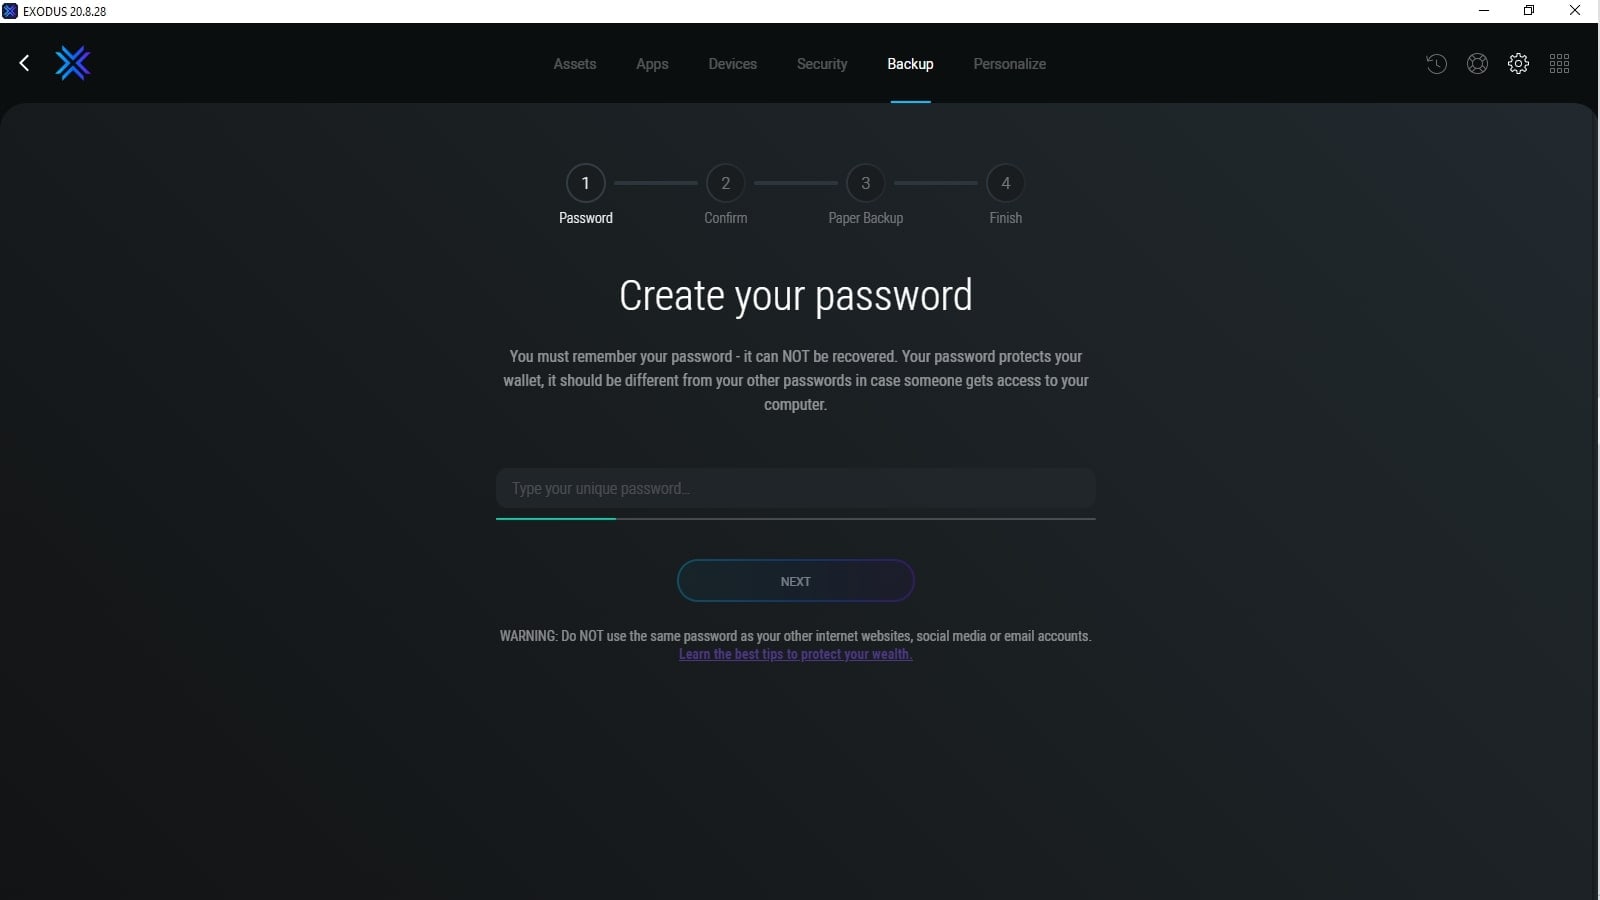 EXODUS 20.8.28
Assets
Apps
Devices
Security
Backup
Personalize
1
2
3
4
Password
Confirm
Paper Backup
Finish
Create your password
You must remember your password - it can NOT be recovered. Your password protects your
wallet, it should be different from your other passwords in case someone gets access to your
computer.
Type your unique password...
NEXT
WARNING: Do NOT use the same password as your other internet websites, social media or email accounts.
Learn the best tips to protect your wealth.